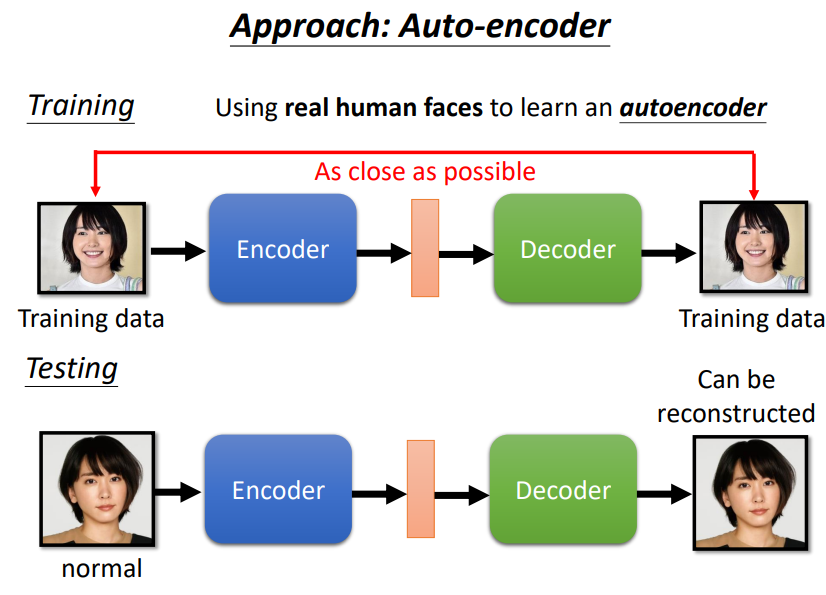 Approach: Auto-encoder
Training
Using real human faces to learn an autoencoder
As close as possible
Encoder
Decoder
Training data
Training data
Testing
Can be
reconstructed
Encoder
Decoder
normal